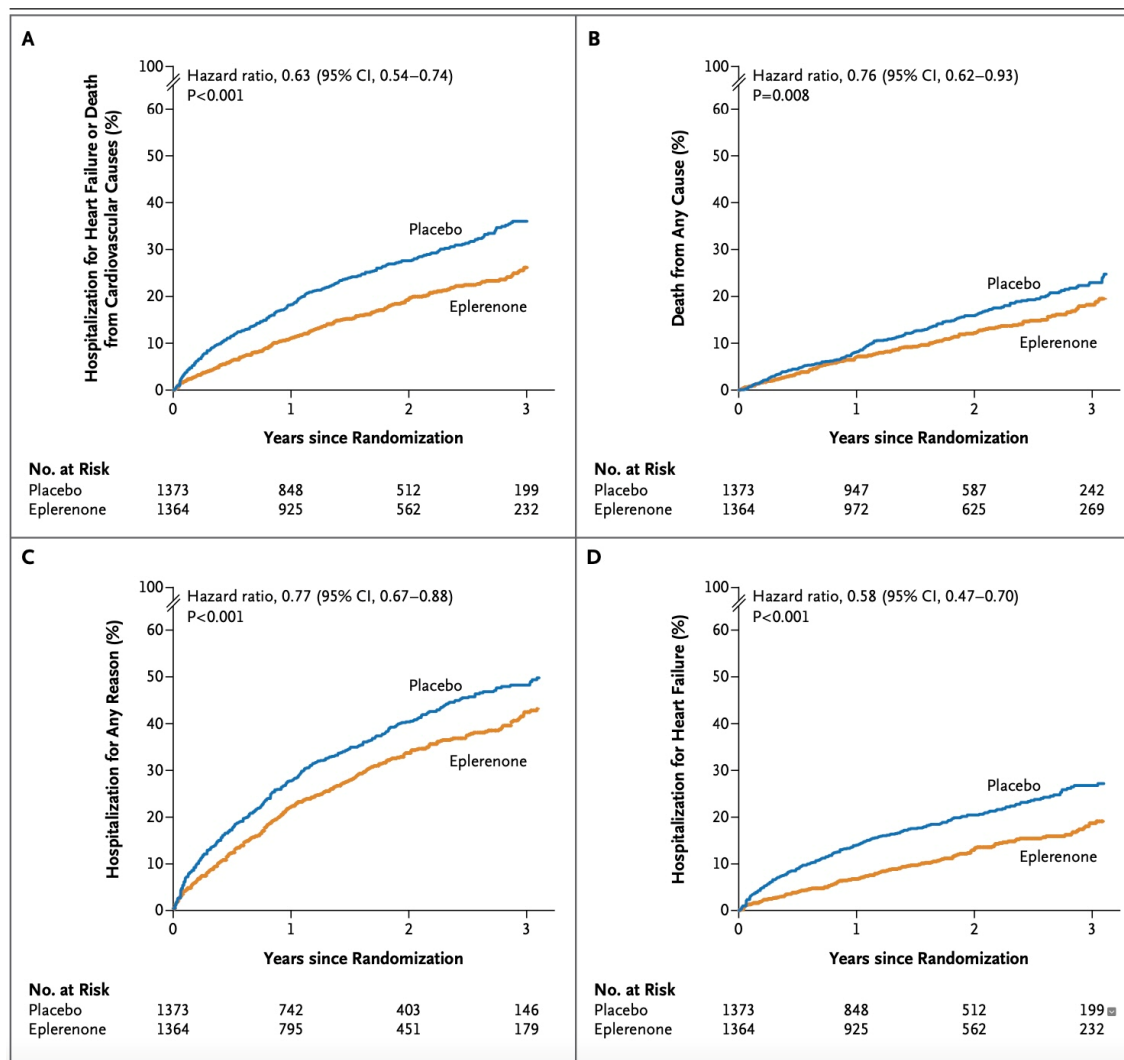 A
Hospitalization for Heart Failure or Death
from Cardiovascular Causes (%)
100
60
50
40
30
20
10
0
Hazard ratio, 0.63 (95% CI, 0.54–0.74)
P<0.001
Placebo
Eplerenone
0 1 2 3
Years since Randomization
No. at Risk
Placebo 1373 848 512 199
Eplerenone 1364 925 562 232
B
Death from Any Cause (%)
100
60
50
40
30
20
10
0
Hazard ratio, 0.76 (95% CI, 0.62–0.93)
P=0.008
Placebo
Eplerenone
0 1 2 3
Years since Randomization
No. at Risk
Placebo 1373 947 587 242
Eplerenone 1364 972 625 269
C
Hospitalization for Any Reason (%)
100
60
50
40
30
20
10
0
Hazard ratio, 0.77 (95% CI, 0.67–0.88)
P<0.001
Placebo
Eplerenone
0 1 2 3
Years since Randomization
No. at Risk
Placebo 1373 742 403 146
Eplerenone 1364 795 451 179
D
Hospitalization for Heart Failure (%)
100
60
50
40
30
20
10
0
Hazard ratio, 0.58 (95% CI, 0.47–0.70)
P<0.001
Placebo
Eplerenone
0 1 2 3
Years since Randomization
No. at Risk
Placebo 1373 848 512 199
Eplerenone 1364 925 562 232